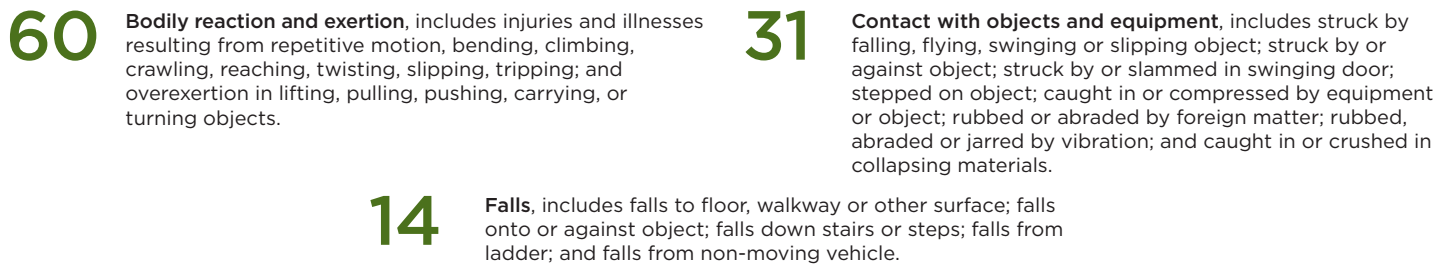 60
Bodily reaction and exertion, includes injuries and illnesses
resulting from repetitive motion, bending, climbing,
crawling, reaching, twisting, slipping, tripping; and
overexertion in lifting, pulling, pushing, carrying, or
turning objects.
31
Contact with objects and equipment, includes struck by
falling, flying, swinging or slipping object; struck by or
against object; struck by or slammed in swinging door;
stepped on object; caught in or compressed by equipment
or object; rubbed or abraded by foreign matter; rubbed,
abraded or jarred by vibration; and caught in or crushed in
collapsing materials.
14
Falls, includes falls to floor, walkway or other surface; falls
onto or against object; falls down stairs or steps; falls from
ladder; and falls from non-moving vehicle.